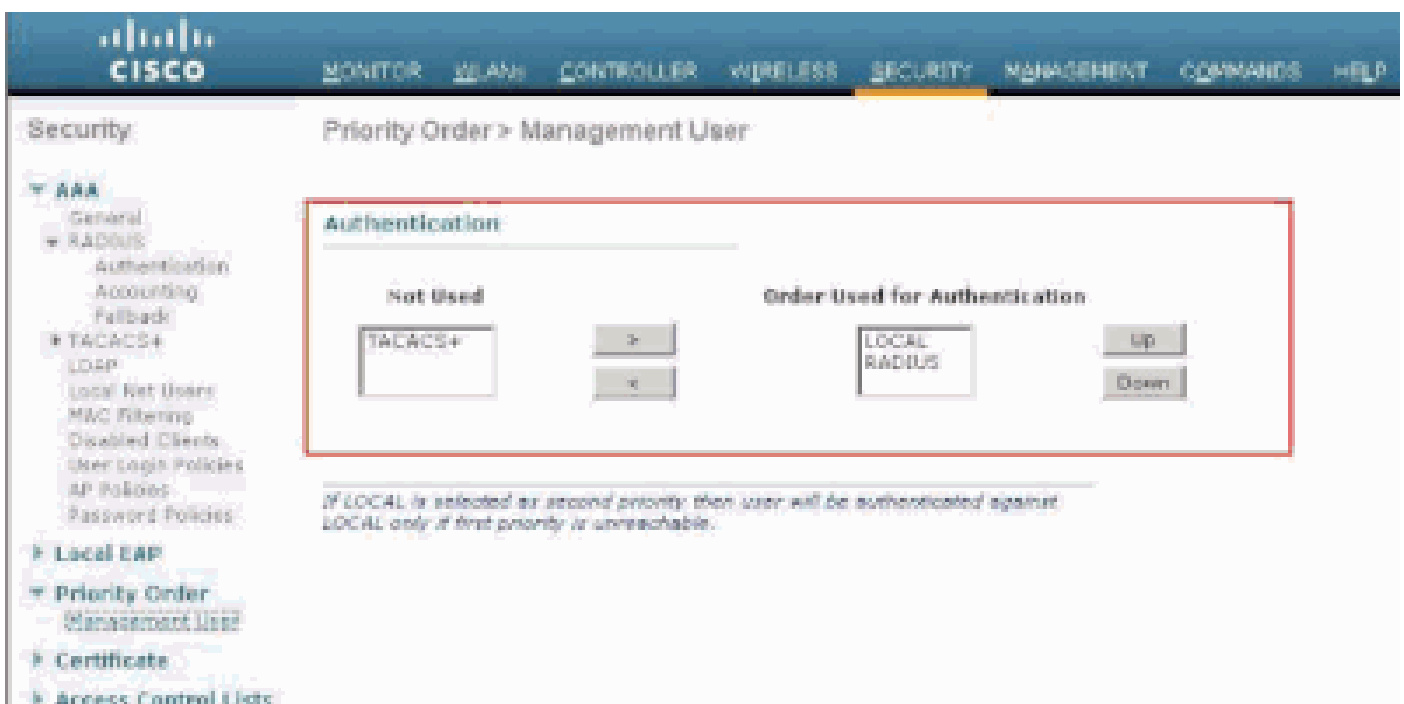 CISCO
MONITOR WLANs CONTROLLER WIRELESS SECURITY MANAGEMENT COMMANDS HELP
Security
Priority Order > Management User
AAA
General
RADIUS
Authentication
Accounting
Fallback
TACACS+
LDAP
Local Net Users
MAC Filtering
Disabled Clients
User Login Policies
AP Policies
Password Policies
Local EAP
Priority Order
Management User
Certificate
Access Control Lists
Authentication
Not Used
Order Used for Authentication
TACACS+
>
<
LOCAL
RADIUS
Up
Down
If LOCAL is selected as second priority then user will be authenticated against
LOCAL only if first priority is unreachable.